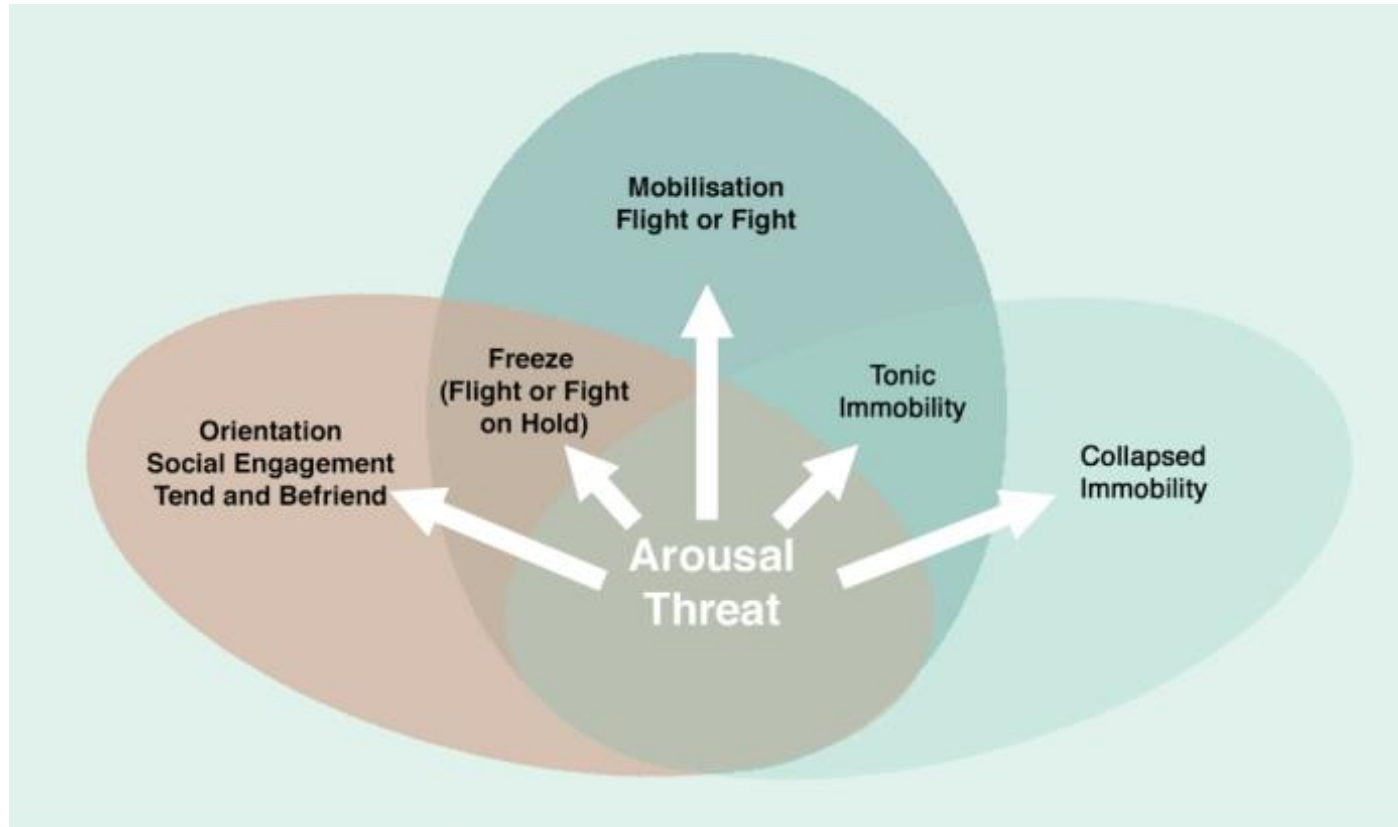 Mobilisation
Flight or Fight
Freeze
(Flight or Fight
on Hold)
Tonic
Immobility
Orientation
Social Engagement
Tend and Befriend
Collapsed
Immobility
Arousal
Threat